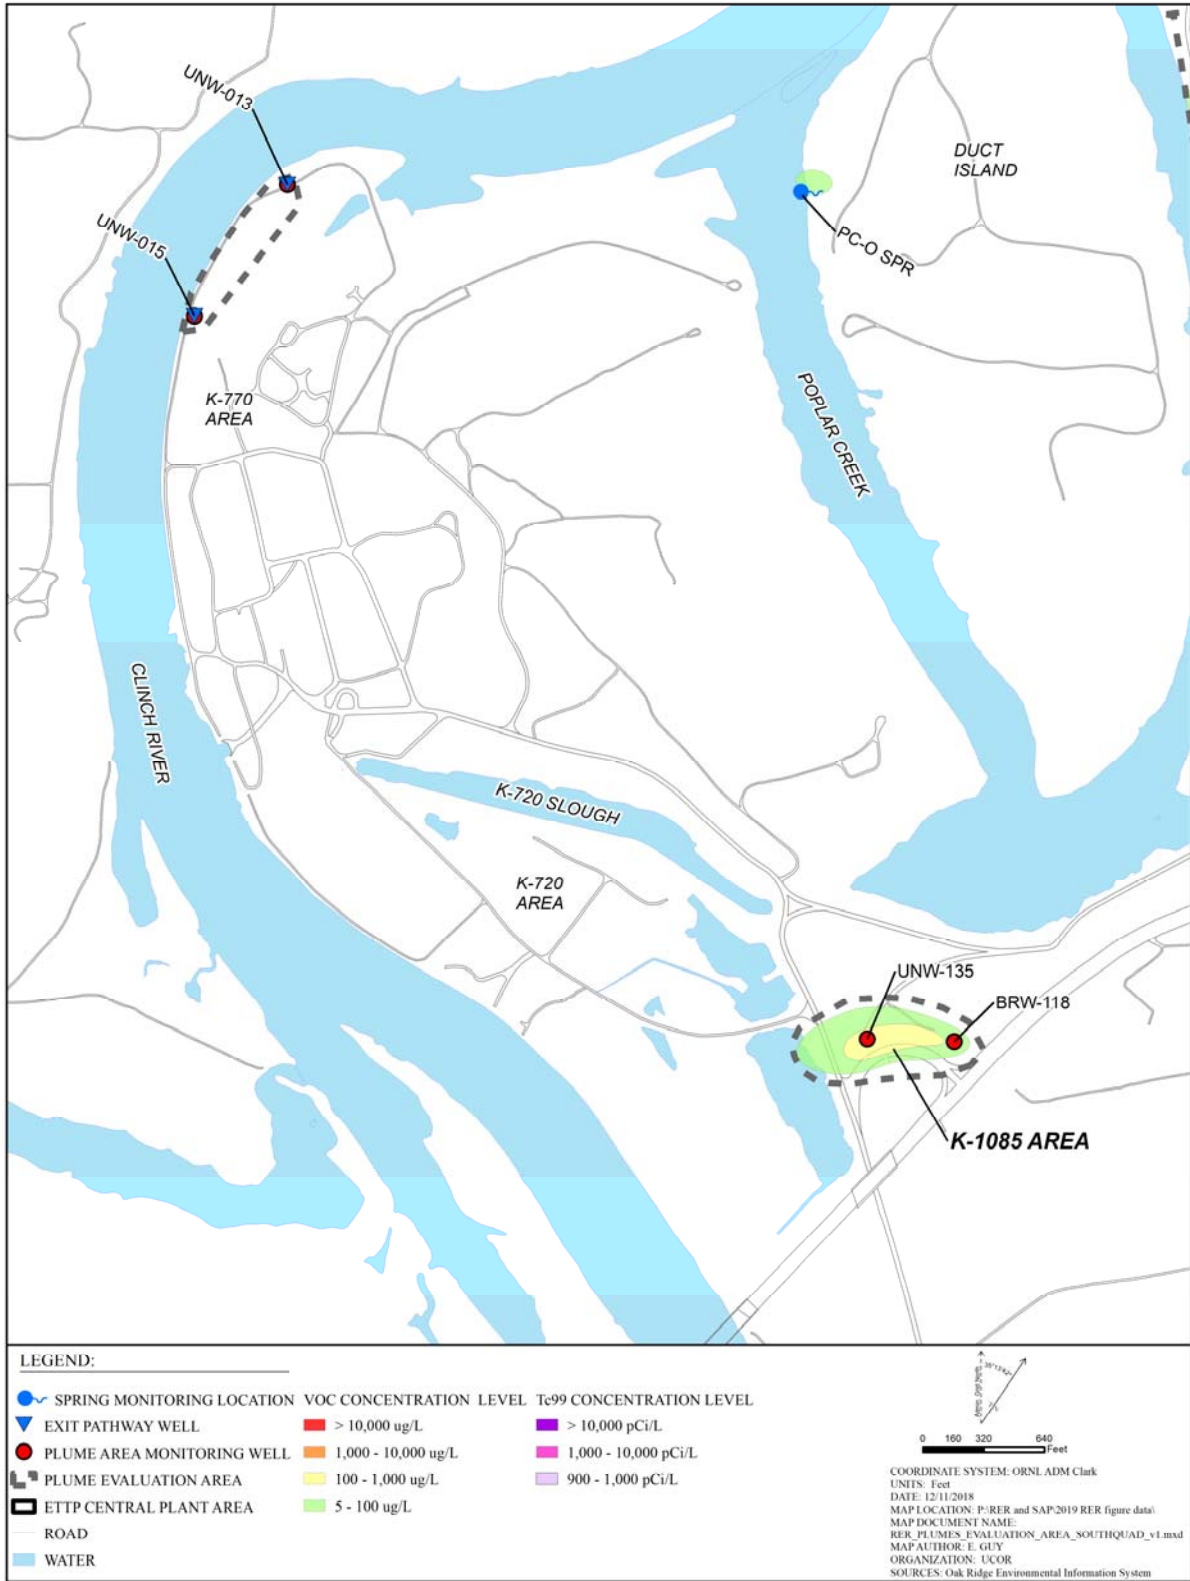 UNW-013
DUCT
ISLAND
UNW-015
PC-O SPR
K-770
AREA
POPLAR CREEK
CLINCH RIVER
K-720 SLOUGH
K-720
AREA
UNW-135
BRW-118
K-1085 AREA
LEGEND:
SPRING MONITORING LOCATION
EXIT PATHWAY WELL
PLUME AREA MONITORING WELL
PLUME EVALUATION AREA
ETTP CENTRAL PLANT AREA
ROAD
WATER
VOC CONCENTRATION LEVEL
> 10,000 ug/L
1,000 - 10,000 ug/L
100 - 1,000 ug/L
5 - 100 ug/L
Tc99 CONCENTRATION LEVEL
> 10,000 pCi/L
1,000 - 10,000 pCi/L
900 - 1,000 pCi/L
0 160 320 640
Feet
COORDINATE SYSTEM: ORNL ADM Clark
UNITS: Feet
DATE: 12/11/2018
MAP LOCATION: P:\RER and SAP\2019 RER figure data\
MAP DOCUMENT NAME:
RER_PLUMES_EVALUATION_AREA_SOUTHQUAD_v1.mxd
MAP AUTHOR: E. GUY
ORGANIZATION: UCOR
SOURCES: Oak Ridge Environmental Information System